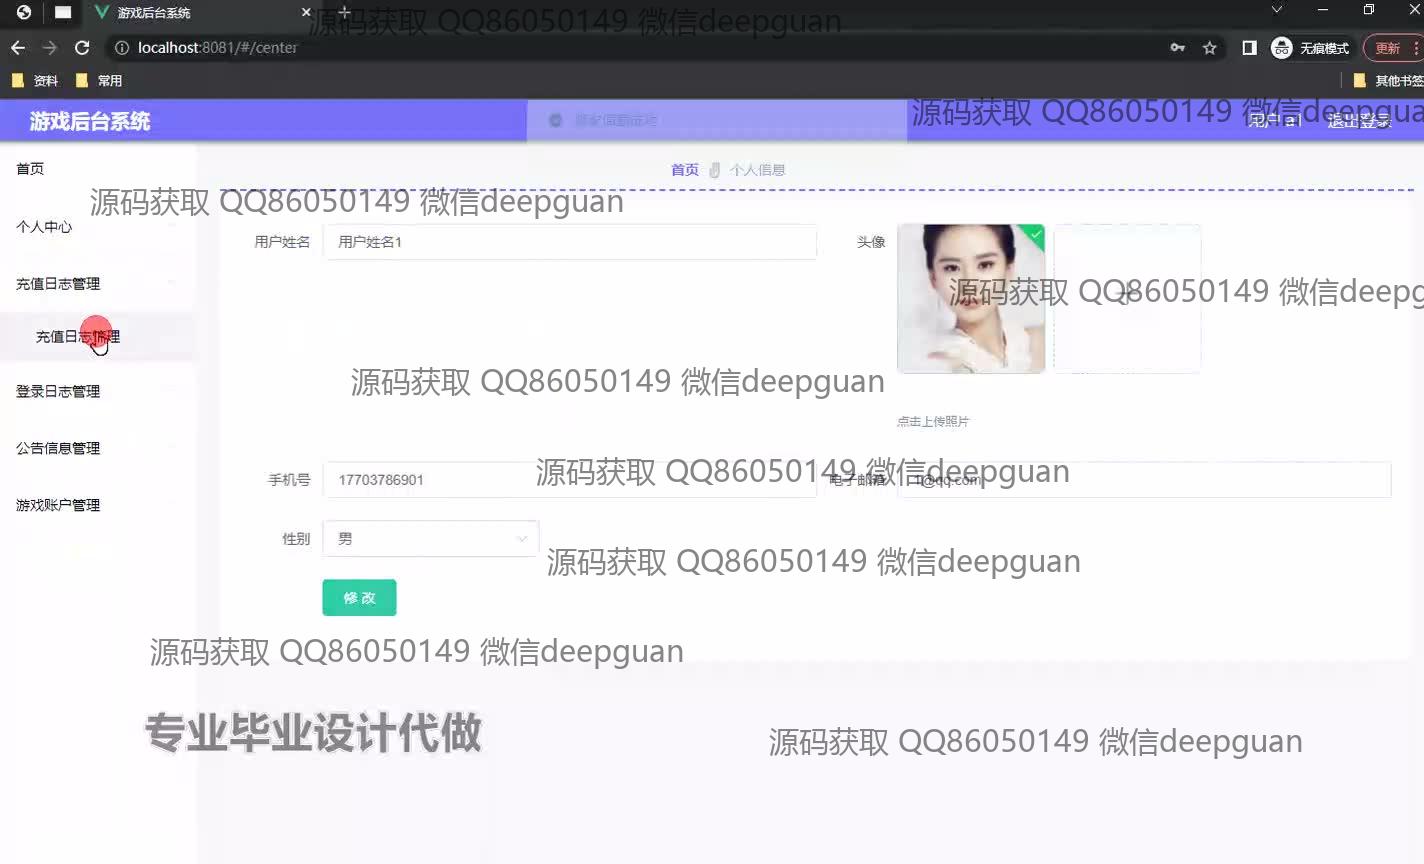 游戏后台系统
源码获取 QQ86050149 微信deepguan
localhost:8081/#/center
无痕模式
更新
资料
常用
其他书签
游戏后台系统
源码获取 QQ86050149 微信deepgua
退出登录
首页
首页
个人信息
源码获取 QQ86050149 微信deepguan
个人中心
用户姓名
用户姓名1
头像
充值日志管理
源码获取 QQ86050149 微信deepg
充值日志管理
源码获取 QQ86050149 微信deepguan
登录日志管理
点击上传照片
公告信息管理
手机号
17703786901
源码获取 QQ86050149 微信deepguan
电子邮箱
1@qq.com
游戏账户管理
性别
男
源码获取 QQ86050149 微信deepguan
修改
源码获取 QQ86050149 微信deepguan
专业毕业设计代做
源码获取 QQ86050149 微信deepguan